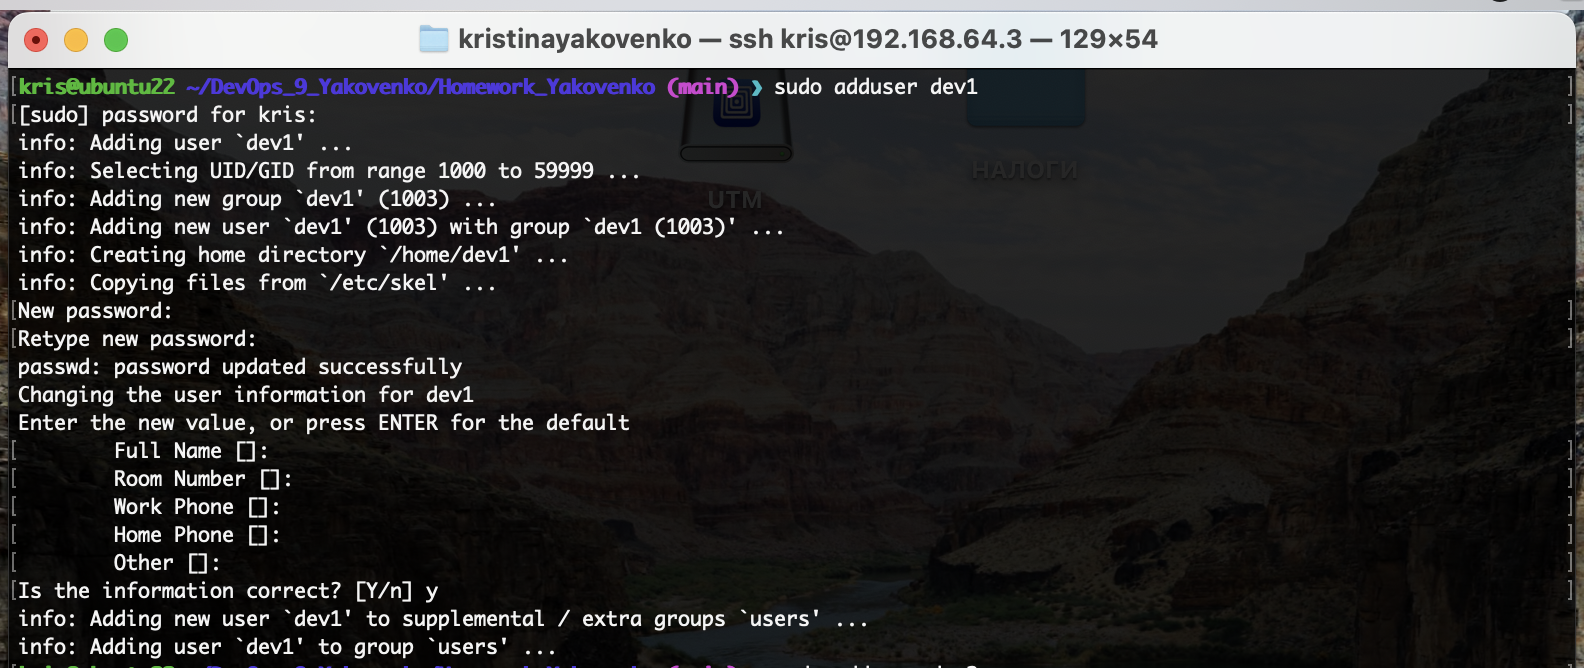 kristinayakovenko — ssh kris@192.168.64.3 — 129×54
kris@ubuntu22 ~/DevOps_9_Yakovenko/Homework_Yakovenko (main) ❯ sudo adduser dev1
[sudo] password for kris:
info: Adding user `dev1' ...
info: Selecting UID/GID from range 1000 to 59999 ...
info: Adding new group `dev1' (1003) ...
info: Adding new user `dev1' (1003) with group `dev1 (1003)' ...
info: Creating home directory `/home/dev1' ...
info: Copying files from `/etc/skel' ...
New password:
Retype new password:
passwd: password updated successfully
Changing the user information for dev1
Enter the new value, or press ENTER for the default
Full Name []:
Room Number []:
Work Phone []:
Home Phone []:
Other []:
Is the information correct? [Y/n] y
info: Adding new user `dev1' to supplemental / extra groups `users' ...
info: Adding user `dev1' to group `users' ...
UTM
НАЛОГИ